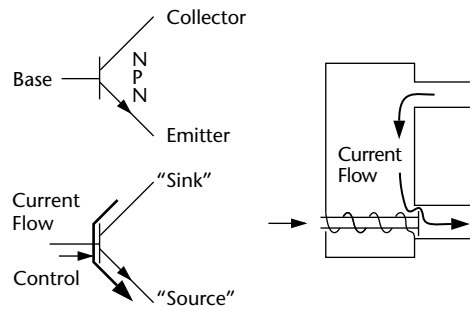 Collector
Base
N
P
N
Emitter
"Sink"
Current
Flow
Control
"Source"
Current
Flow